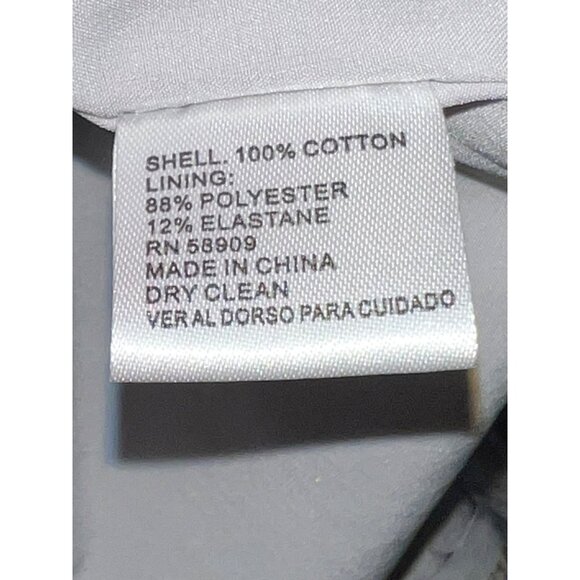 SHELL. 100% COTTON
LINING:
88% POLYESTER
12% ELASTANE
RN 58909
MADE IN CHINA
DRY CLEAN
VER AL DORSO PARA CUIDADO